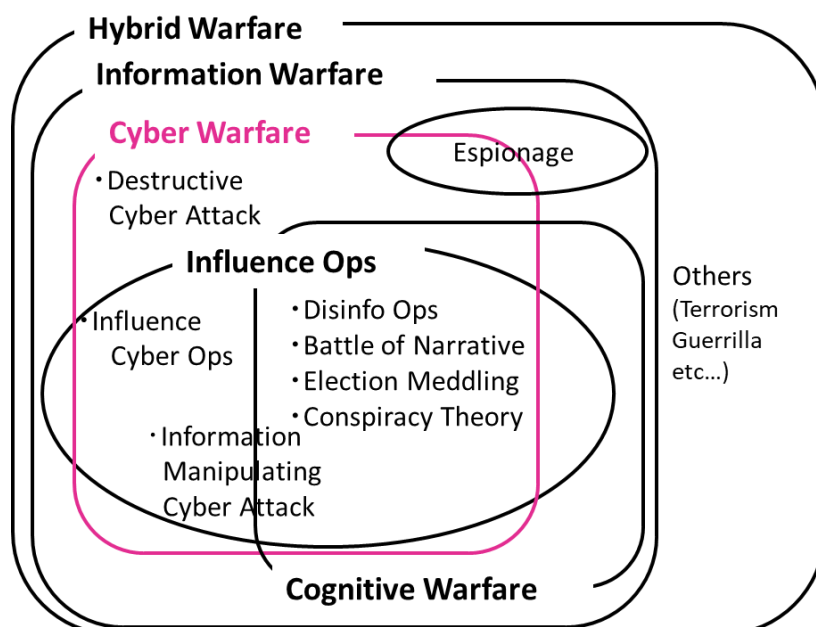 Hybrid Warfare
Information Warfare
Cyber Warfare
Espionage
・Destructive
Cyber Attack
Influence Ops
・Influence
Cyber Ops
・Disinfo Ops
・Battle of Narrative
・Election Meddling
・Conspiracy Theory
・Information
Manipulating
Cyber Attack
Others
(Terrorism
Guerrilla
etc...)
Cognitive Warfare